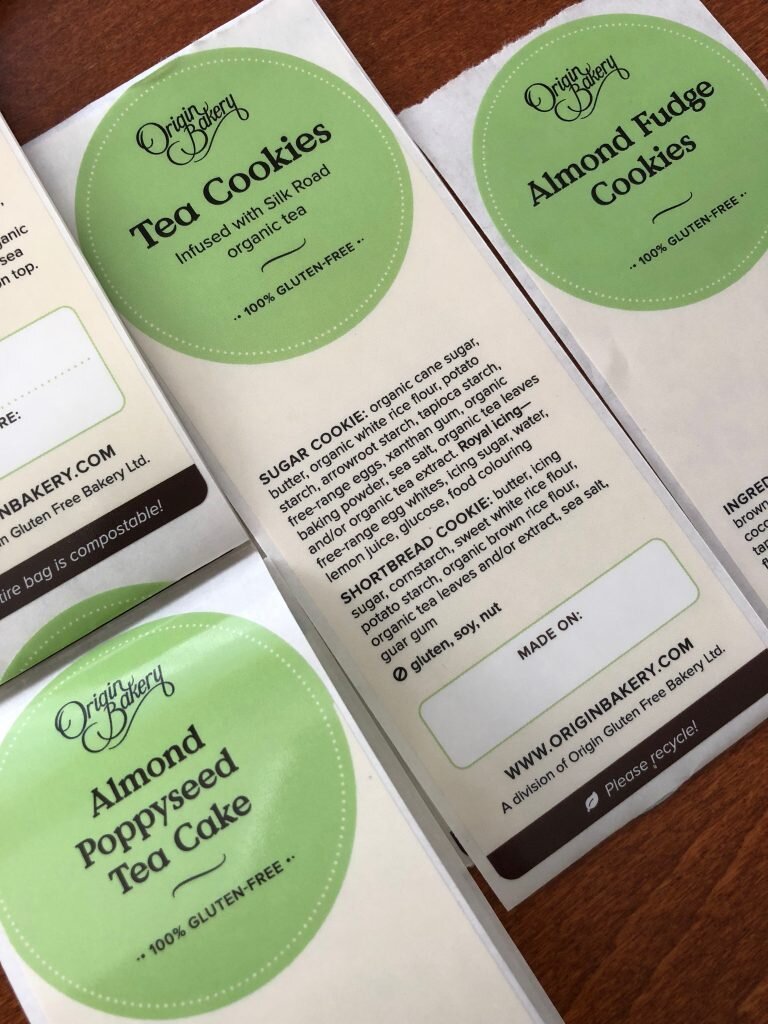 Origin
Bakery
Tea Cookies
Infused with Silk Road
organic tea
100% GLUTEN-FREE
SUGAR COOKIE: organic cane sugar,
butter, organic white rice flour, potato
starch, arrowroot starch, tapioca starch,
free-range eggs, xanthan gum, organic
baking powder, sea salt, organic tea leaves
and/or organic tea extract. Royal icing—
free-range egg whites, icing sugar, water,
lemon juice, glucose, food colouring
SHORTBREAD COOKIE: butter, icing
sugar, cornstarch, sweet white rice flour,
potato starch, organic brown rice flour,
organic tea leaves and/or extract, sea salt,
guar gum
gluten, soy, nut
MADE ON:
WWW.ORIGINBAKERY.COM
A division of Origin Gluten Free Bakery Ltd.
Please recycle!
Origin
Bakery
Almond Fudge
Cookies
100% GLUTEN-FREE
INGRED
brown
coco
tap
fl
anic
sea
n top.
RE:
INBAKERY.COM
n Gluten Free Bakery Ltd.
tire bag is compostable!
Origin
Bakery
Almond
Poppyseed
Tea Cake
100% GLUTEN-FREE